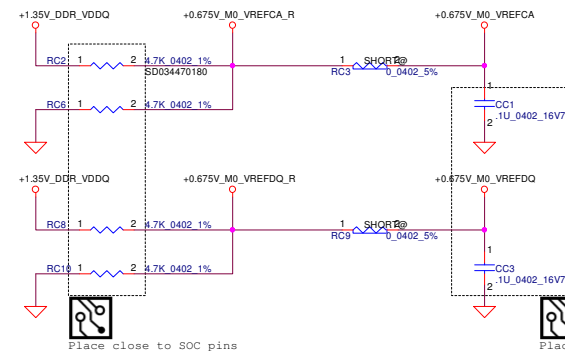 +1.35V_DDR_VDDQ +0.675V_M0_VREFCA_R +0.675V_M0_VREFCA
RC2 1 2 4.7K_0402_1% 1 SHORT@ 2
SD034470180 RC3 0_0402_5%
1
RC6 1 2 4.7K_0402_1% CC1
.1U_0402_16V7
2
+1.35V_DDR_VDDQ +0.675V_M0_VREFDQ_R +0.675V_M0_VREFDQ
RC8 1 2 4.7K_0402_1% 1 SHORT@ 2
RC9 0_0402_5%
1
RC10 1 2 4.7K_0402_1% CC3
.1U_0402_16V7
2
Place close to SOC pins